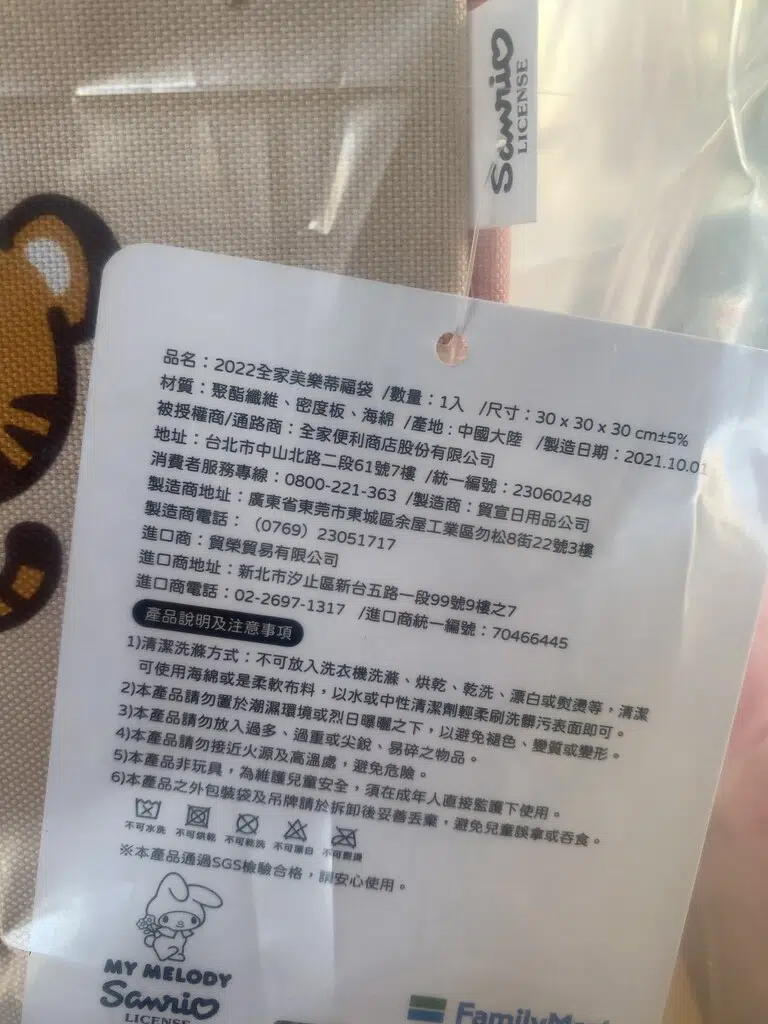 Sanrio
LICENSE
品名：2022全家美樂蒂福袋 /數量：1入 /尺寸：30 x 30 x 30 cm±5%
材質：聚酯纖維、密度板、海綿 /產地：中國大陸 /製造日期：2021.10.01
被授權商/通路商：全家便利商店股份有限公司
地址：台北市中山北路二段61號7樓 /統一編號：23060248
消費者服務專線：0800-221-363 /製造商：貿宣日用品公司
製造商地址：廣東省東莞市東城區余屋工業區勿松8街22號3樓
製造商電話：（0769）23051717
進口商：貿榮貿易有限公司
進口商地址：新北市汐止區新台五路一段99號9樓之7
進口商電話：02-2697-1317 /進口商統一編號：70466445
產品說明及注意事項
1)清潔洗滌方式：不可放入洗衣機洗滌、烘乾、乾洗、漂白或熨燙等，清潔
可使用海綿或是柔軟布料，以水或中性清潔劑輕柔刷洗髒污表面即可。
2)本產品請勿置於潮濕環境或烈日曝曬之下，以避免褪色、變質或變形。
3)本產品請勿放入過多、過重或尖銳、易碎之物品。
4)本產品請勿接近火源及高溫處，避免危險。
5)本產品非玩具，為維護兒童安全，須在成年人直接監護下使用。
6)本產品之外包裝袋及吊牌請於拆卸後妥善丟棄，避免兒童誤拿或吞食。
不可水洗 不可烘乾 不可乾洗 不可漂白 不可熨燙
※本產品通過SGS檢驗合格，請安心使用。
MY MELODY
Sanrio
LICENSE
FamilyMart